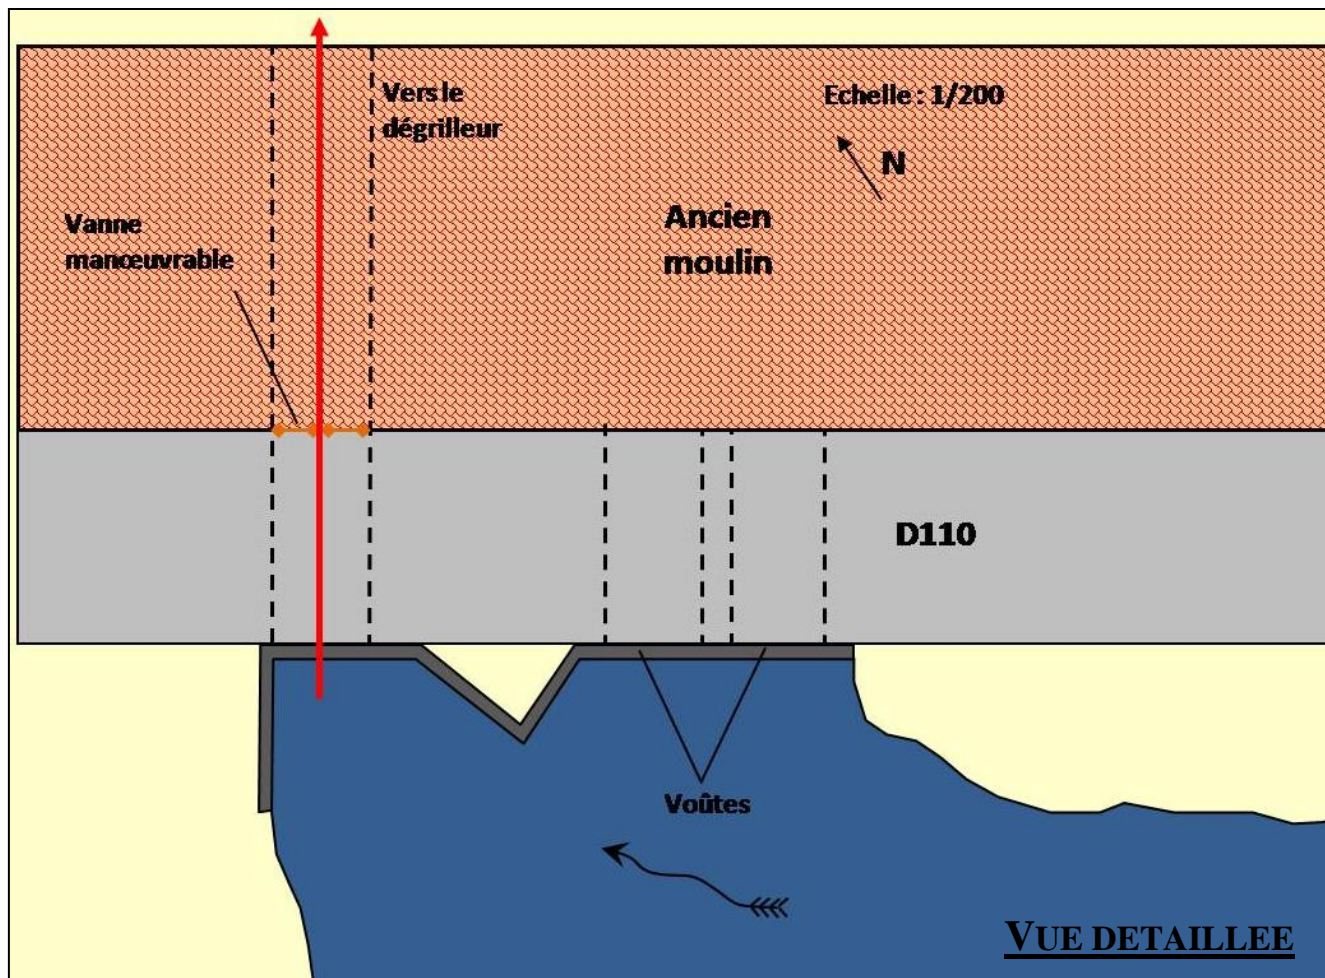 Vers le
dégrilleur
Echelle : 1/200
N
Vanne
manœuvrable
Ancien
moulin
D110
Voûtes
VUE DETAILLEE